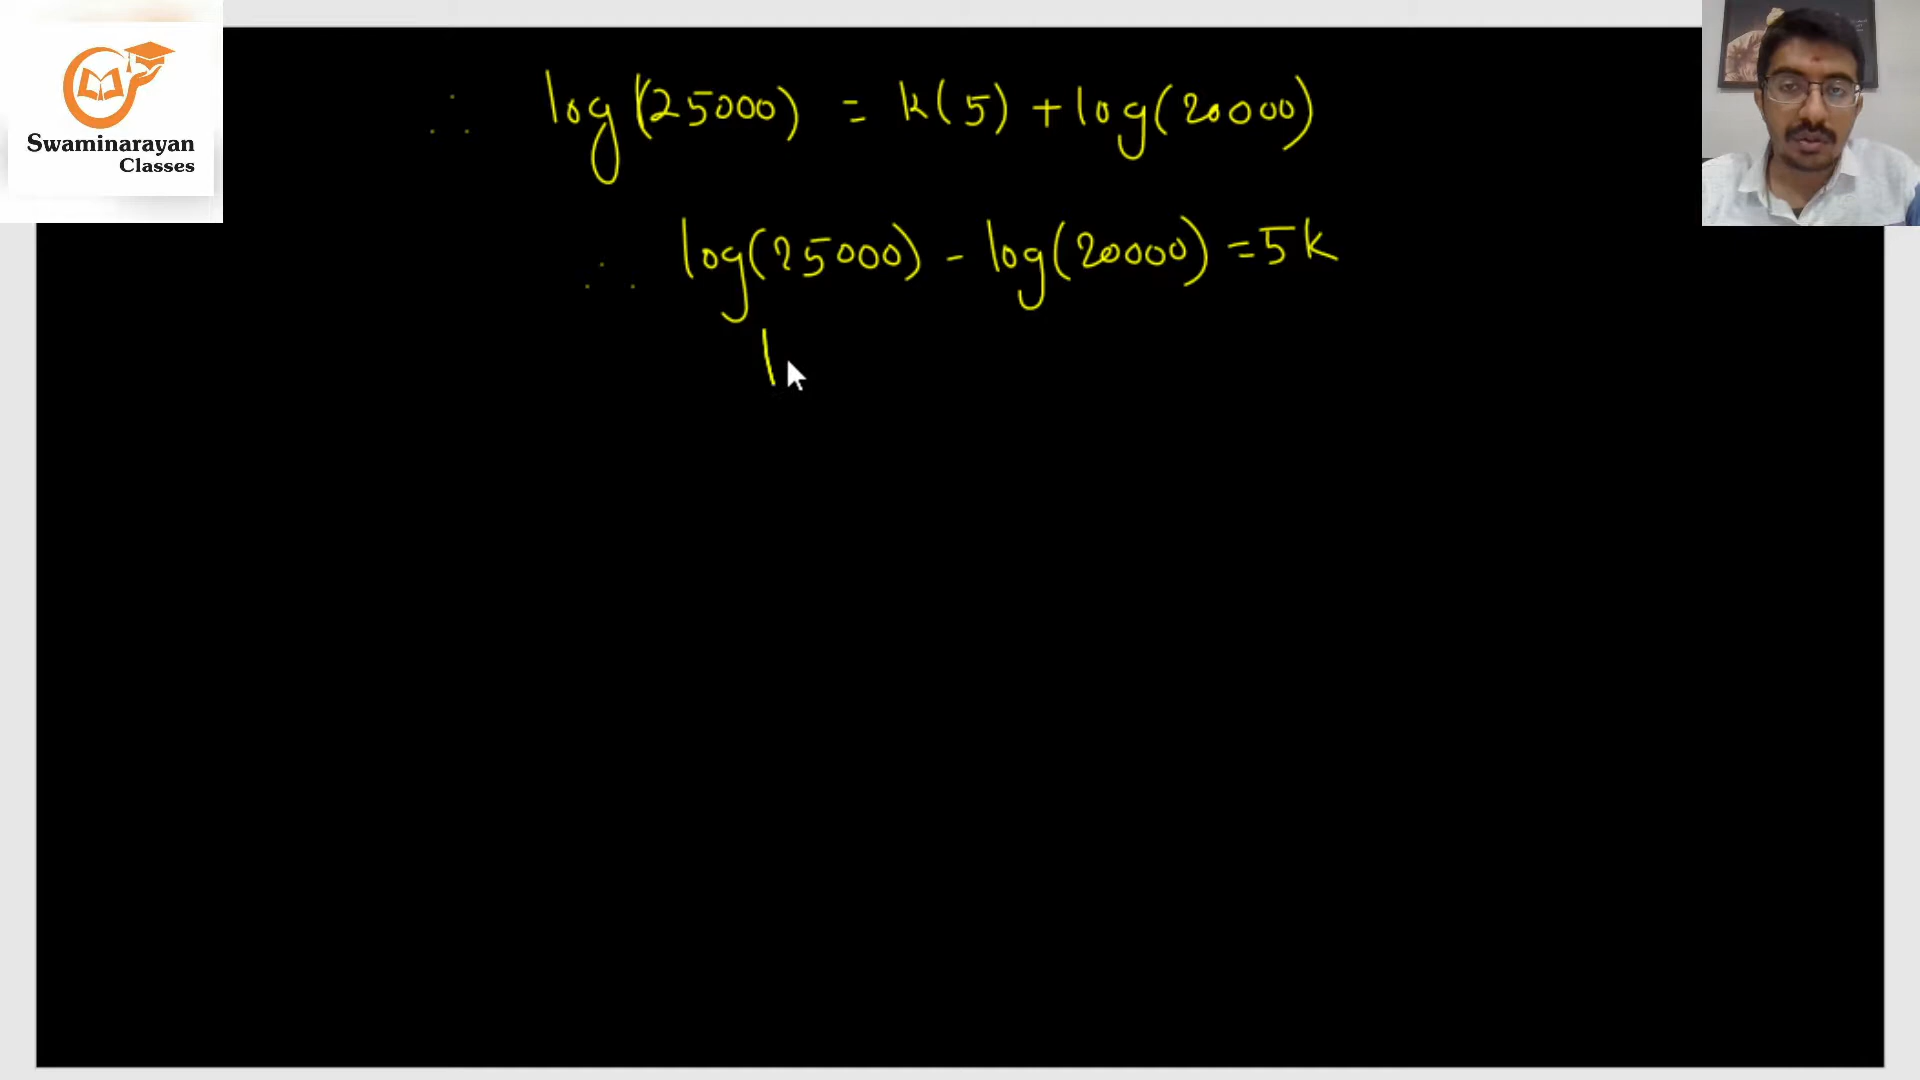 Swaminarayan
Classes
∴ log(25000) = k(5) + log(20000)
∴ log(25000) - log(20000) = 5k
l